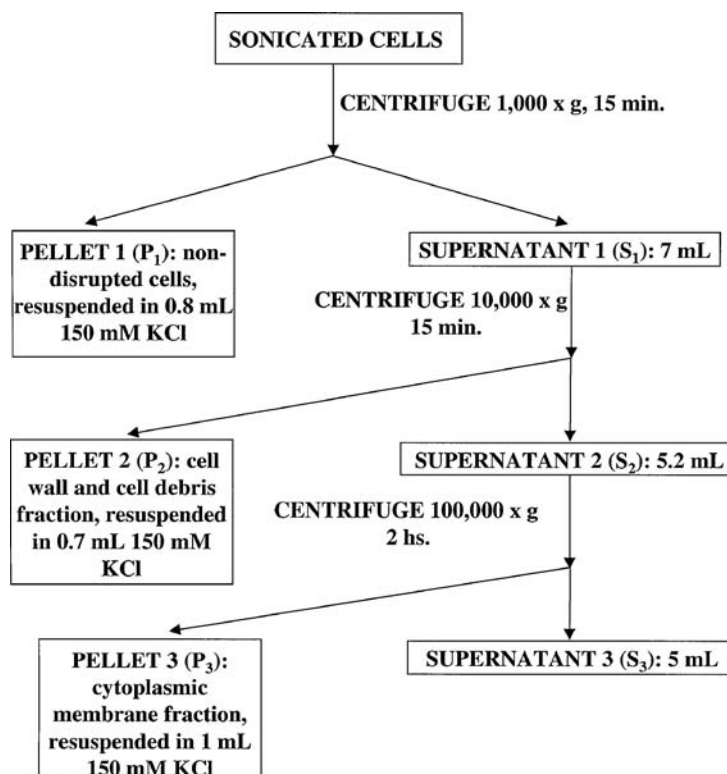 SONICATED CELLS
CENTRIFUGE 1,000 x g, 15 min.
PELLET 1 (P₁): non-
disrupted cells,
resuspended in 0.8 mL
150 mM KCl
SUPERNATANT 1 (S₁): 7 mL
CENTRIFUGE 10,000 x g
15 min.
PELLET 2 (P₂): cell
wall and cell debris
fraction, resuspended
in 0.7 mL 150 mM
KCl
SUPERNATANT 2 (S₂): 5.2 mL
CENTRIFUGE 100,000 x g
2 hs.
PELLET 3 (P₃):
cytoplasmic
membrane fraction,
resuspended in 1 mL
150 mM KCl
SUPERNATANT 3 (S₃): 5 mL